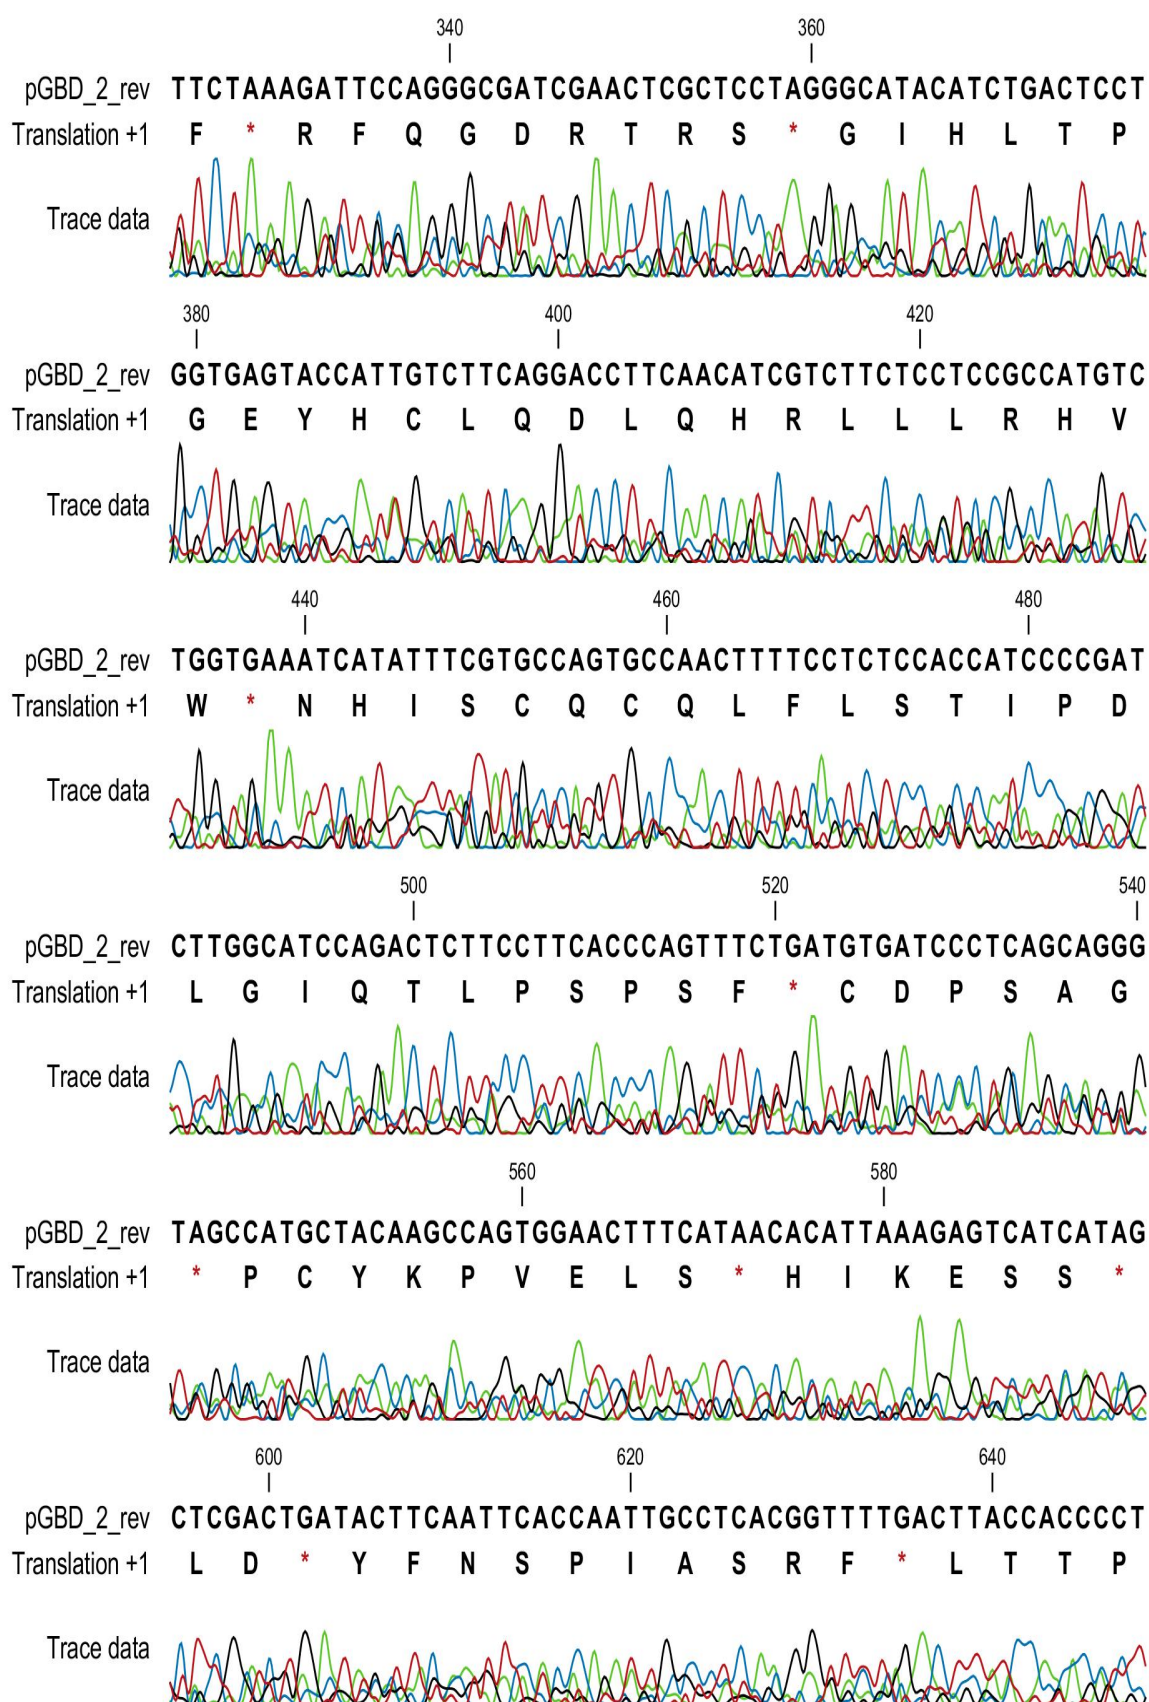 340 360
pGBD_2_rev TTCTAAAGATTCCAGGGCGATCGAACTCGCTCCTAGGGCATACATCTGACTCCT
Translation +1 F * R F Q G D R T R S * G I H L T P
Trace data
380 400 420
pGBD_2_rev GGTGAGTACCATTGTCTTCAGGACCTTCAACATCGTCTTCTCCTCCGCCATGTC
Translation +1 G E Y H C L Q D L Q H R L L L R H V
Trace data
440 460 480
pGBD_2_rev TGGTGAAATCATATTTCGTGCCAGTGCCAACTTTTCCTCTCCACCATCCCCGAT
Translation +1 W * N H I S C Q C Q L F L S T I P D
Trace data
500 520 540
pGBD_2_rev CTTGGCATCCAGACTCTTCCTTCACCCAGTTTCTGATGTGATCCCTCAGCAGGG
Translation +1 L G I Q T L P S P S F * C D P S A G
Trace data
560 580
pGBD_2_rev TAGCCATGCTACAAGCCAGTGGAACTTTCATAACACATTAAAGAGTCATCATAG
Translation +1 * P C Y K P V E L S * H I K E S S *
Trace data
600 620 640
pGBD_2_rev CTCGACTGATACTTCAATTCACCAATTGCCTCACGGTTTTGACTTACCACCCCT
Translation +1 L D * Y F N S P I A S R F * L T T P
Trace data